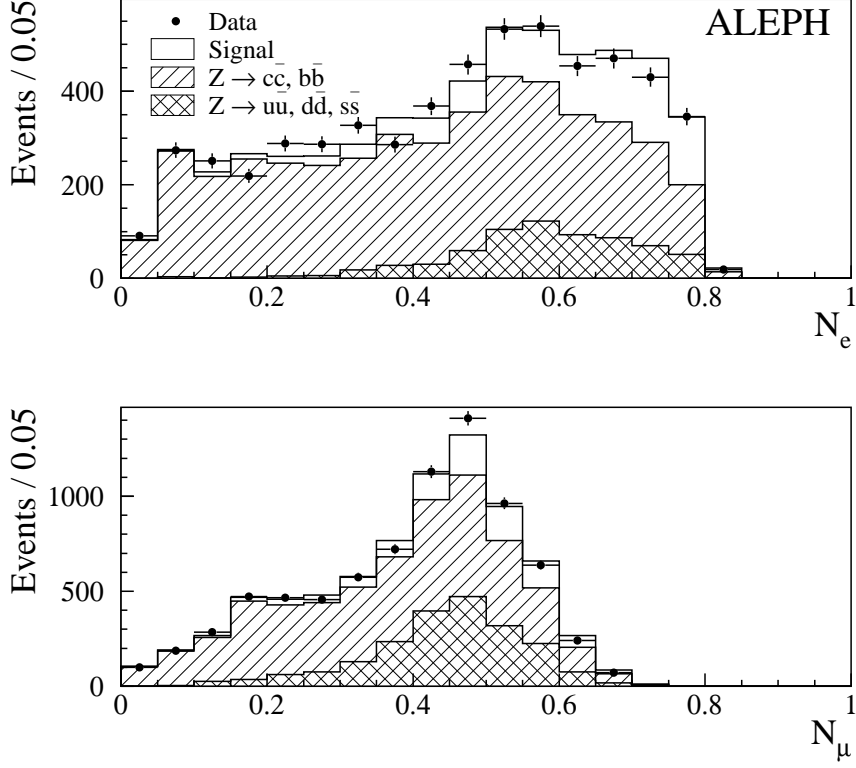 ALEPH
Data
Signal
Z → cc̄, bb̄
Z → uū, dd̄, ss̄
Events / 0.05
400
200
0
0 0.2 0.4 0.6 0.8 1
Nₑ
Events / 0.05
1000
500
0
0 0.2 0.4 0.6 0.8 1
N_μ